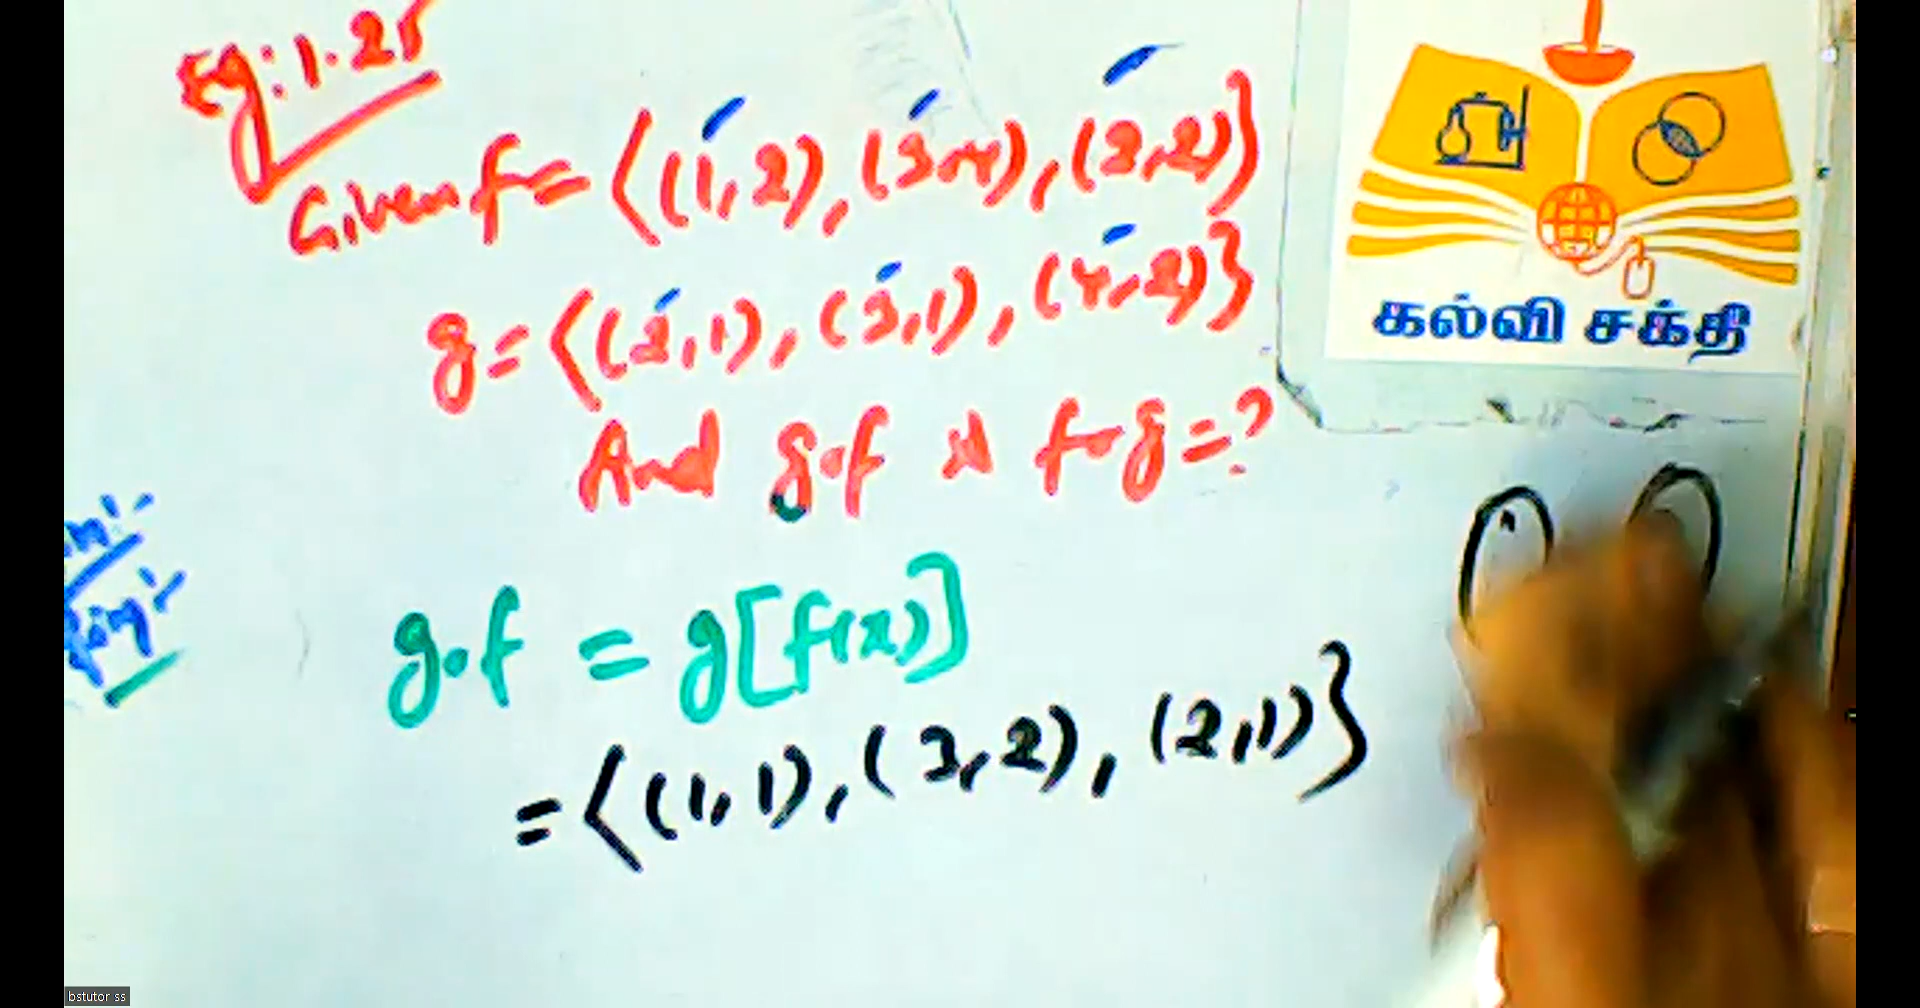 Eg: 1.25
Given f = {(1,2), (3,4), (2,2)}
g = {(2,1), (3,1), (4,2)}
And g∘f & f∘g = ?
கல்வி சக்தி
g∘f = g[f(x)]
= {(1,1), (3,2), (2,1)}
bstutor ss